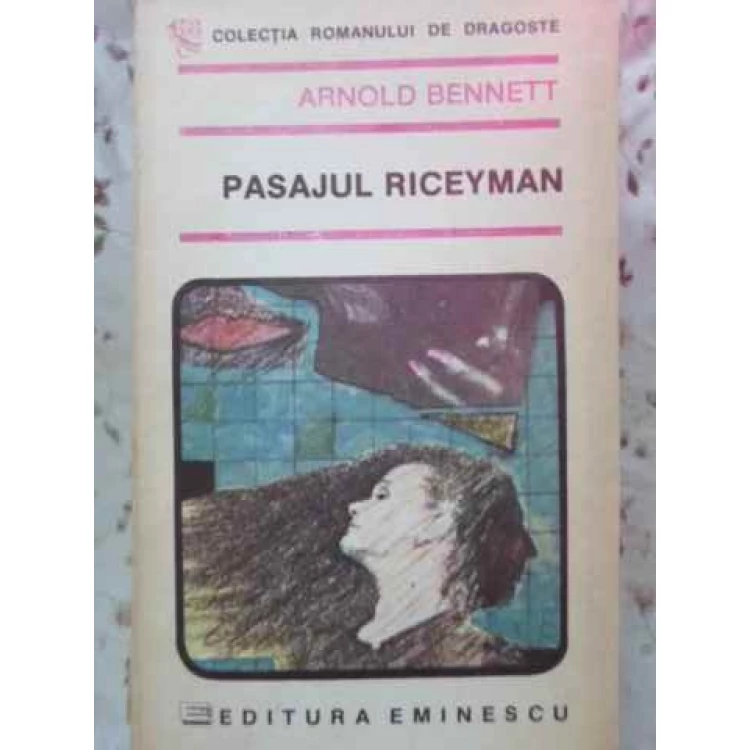 COLECȚIA ROMANULUI DE DRAGOSTE
ARNOLD BENNETT
PASAJUL RICEYMAN
EDITURA EMINESCU